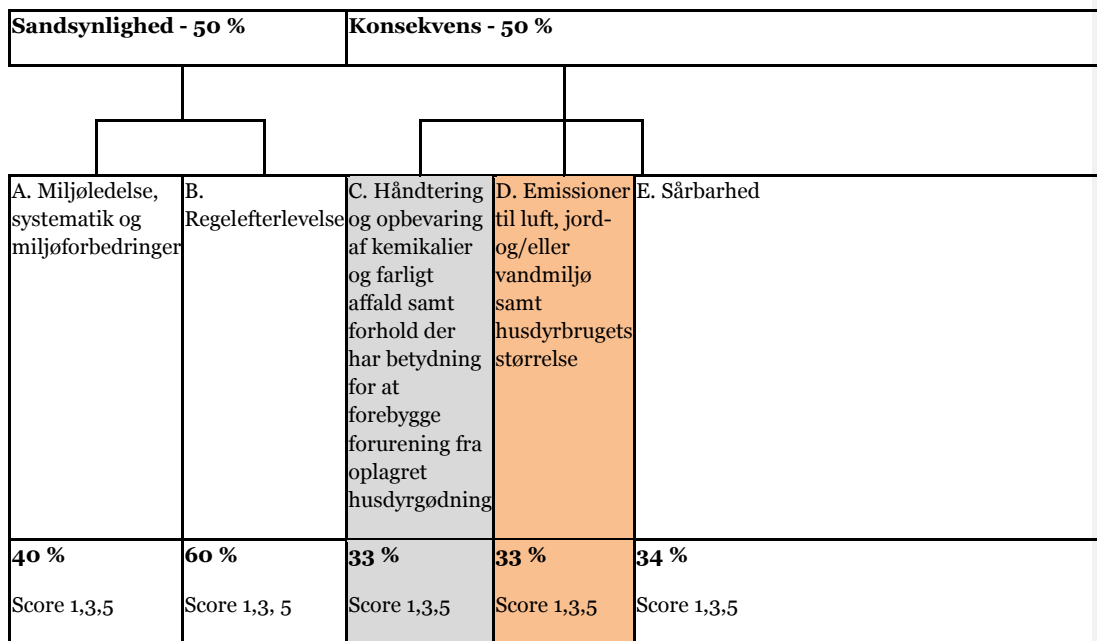 Sandsynlighed - 50 %
Konsekvens - 50 %
A. Miljøledelse,
systematik og
miljøforbedringer
B.
Regelefterlevelse
C. Håndtering
og opbevaring
af kemikalier
og farligt
affald samt
forhold der
har betydning
for at
forebygge
forurening fra
oplagret
husdyrgødning
D. Emissioner
til luft, jord-
og/eller
vandmiljø
samt
husdyrbrugets
størrelse
E. Sårbarhed
40 %
Score 1,3,5
60 %
Score 1,3, 5
33 %
Score 1,3,5
33 %
Score 1,3,5
34 %
Score 1,3,5